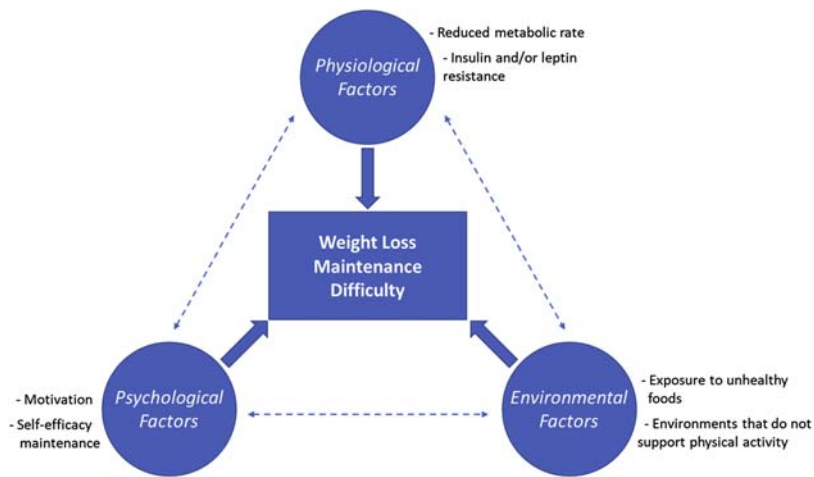 Physiological
Factors
- Reduced metabolic rate
- Insulin and/or leptin
resistance
Weight Loss
Maintenance
Difficulty
Psychological
Factors
- Motivation
- Self-efficacy
maintenance
Environmental
Factors
- Exposure to unhealthy
foods
- Environments that do not
support physical activity